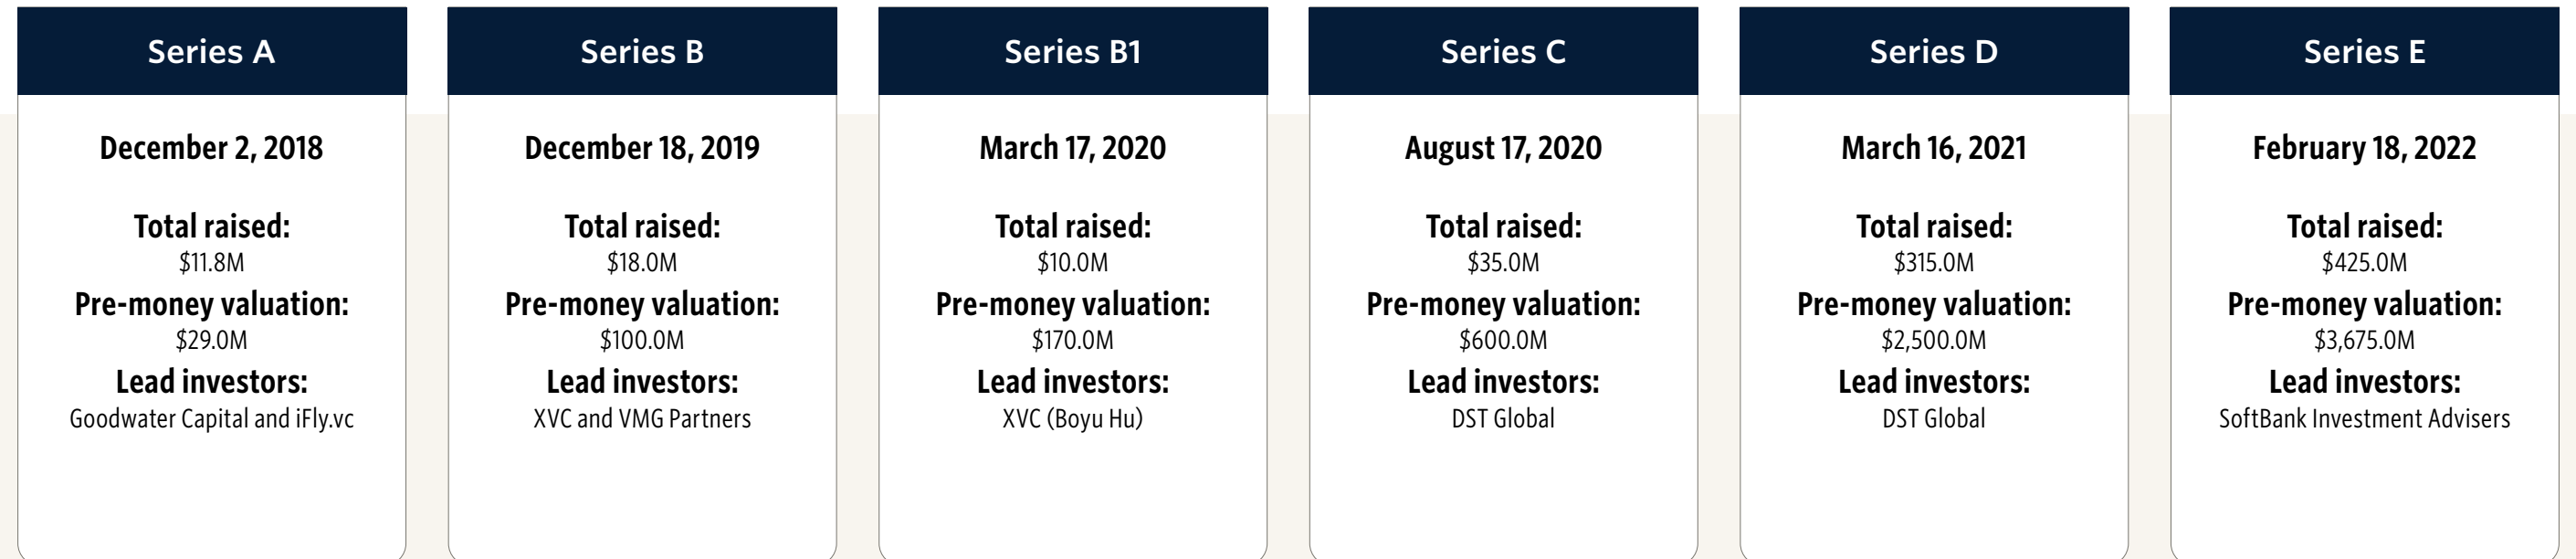 Series A
December 2, 2018
Total raised:
$11.8M
Pre-money valuation:
$29.0M
Lead investors:
Goodwater Capital and iFly.vc
Series B
December 18, 2019
Total raised:
$18.0M
Pre-money valuation:
$100.0M
Lead investors:
XVC and VMG Partners
Series B1
March 17, 2020
Total raised:
$10.0M
Pre-money valuation:
$170.0M
Lead investors:
XVC (Boyu Hu)
Series C
August 17, 2020
Total raised:
$35.0M
Pre-money valuation:
$600.0M
Lead investors:
DST Global
Series D
March 16, 2021
Total raised:
$315.0M
Pre-money valuation:
$2,500.0M
Lead investors:
DST Global
Series E
February 18, 2022
Total raised:
$425.0M
Pre-money valuation:
$3,675.0M
Lead investors:
SoftBank Investment Advisers